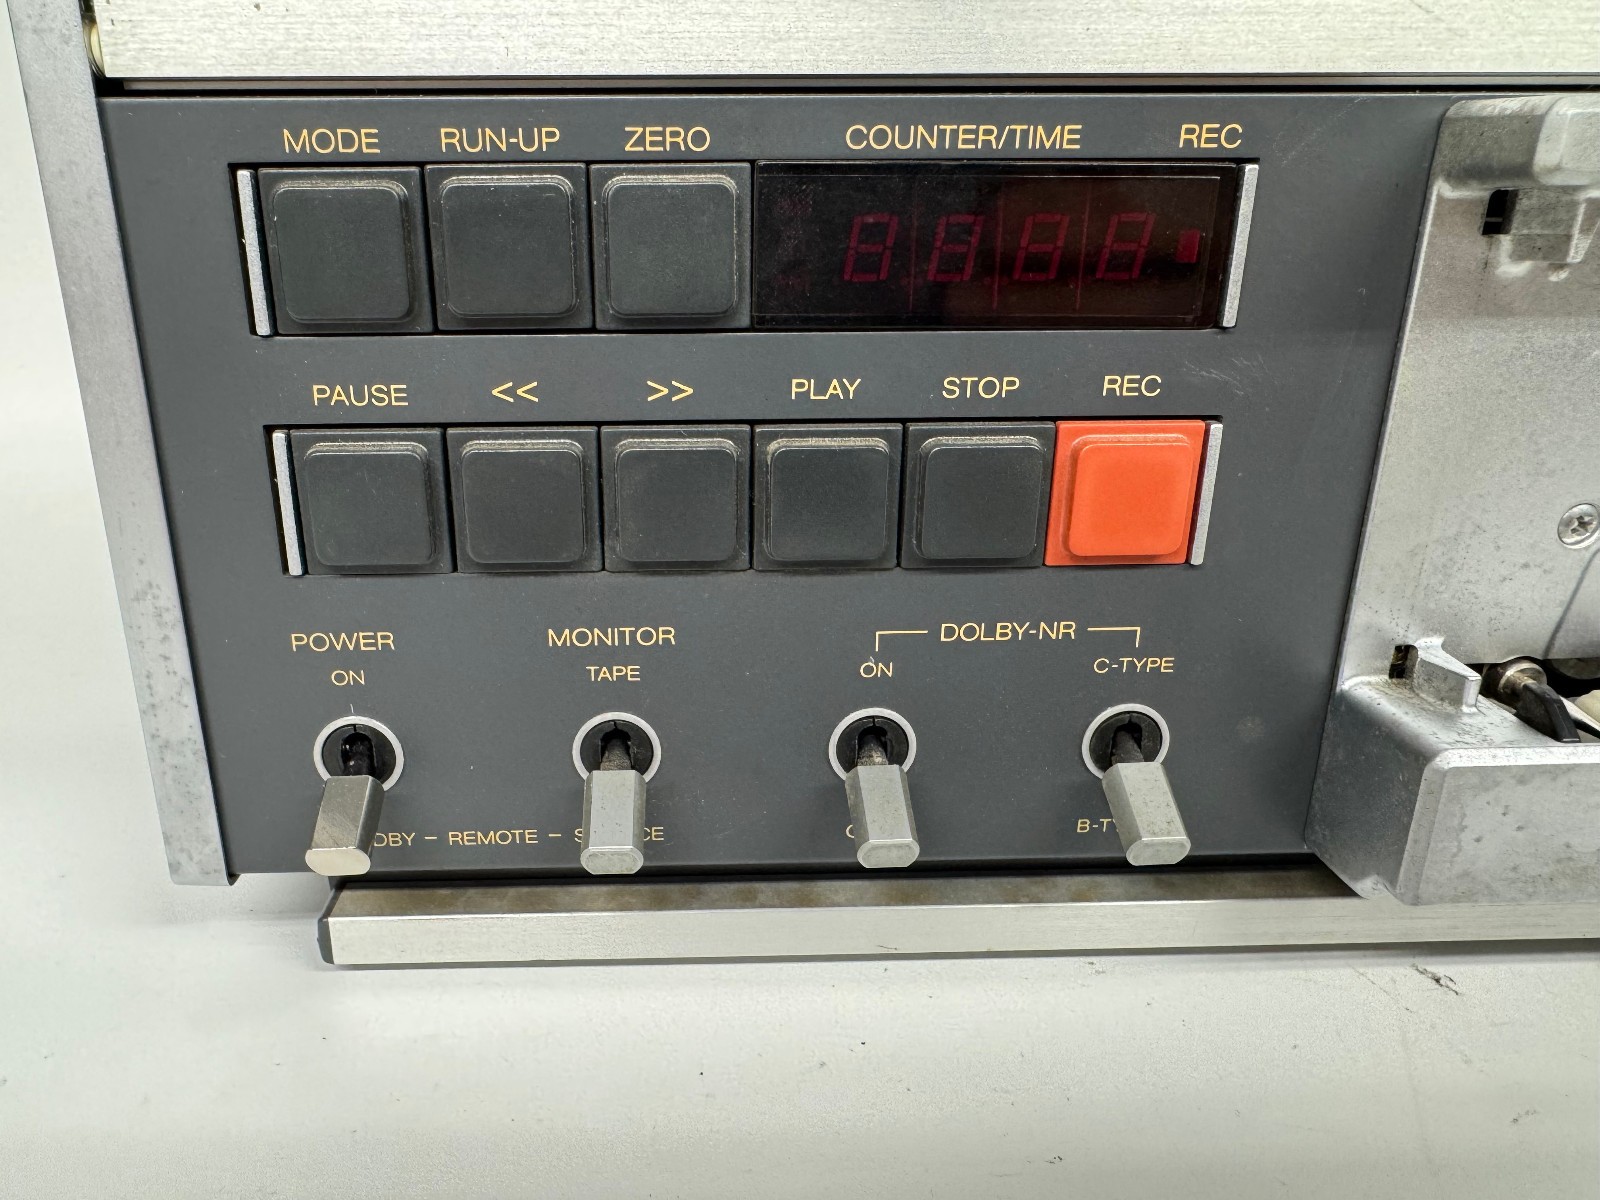 MODE RUN-UP ZERO COUNTER/TIME REC
8888
PAUSE << >> PLAY STOP REC
POWER MONITOR DOLBY-NR
ON TAPE ON C-TYPE
- REMOTE -